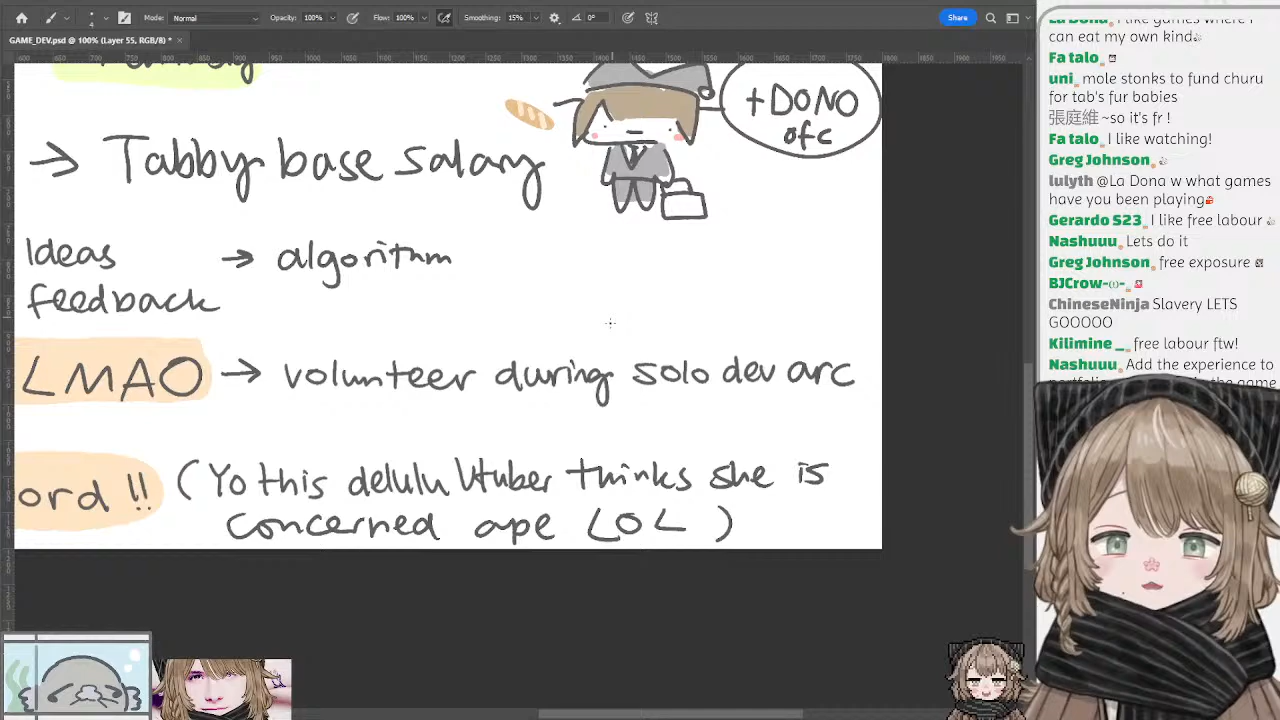 Mode: Normal Opacity: 100% Flow: 100% Smoothing: 15% 0° Share
GAME_DEV.psd @ 100% (Layer 55, RGB/8) *
+ DONO
ofc
→ Tabby base salary
Ideas → algorithm
feedback
LMAO → volunteer during solo dev arc
ord !! (Yo this delulu Vtuber thinks she is
concerned ape LOL )
La Dona I like games where I
can eat my own kind
Fa talo
uni_ mole stonks to fund churu
for tab's fur babies
張庭維 ~so it's fr !
Fa talo I like watching!
Greg Johnson
lulyth @La Dona w what games
have you been playing
Gerardo S23 I like free labour
Nashuuu Lets do it
Greg Johnson free exposure
BJCrow
ChineseNinja Slavery LETS
GOOOOO
Kilimine _ free labour ftw!
Nashuuu Add the experience to